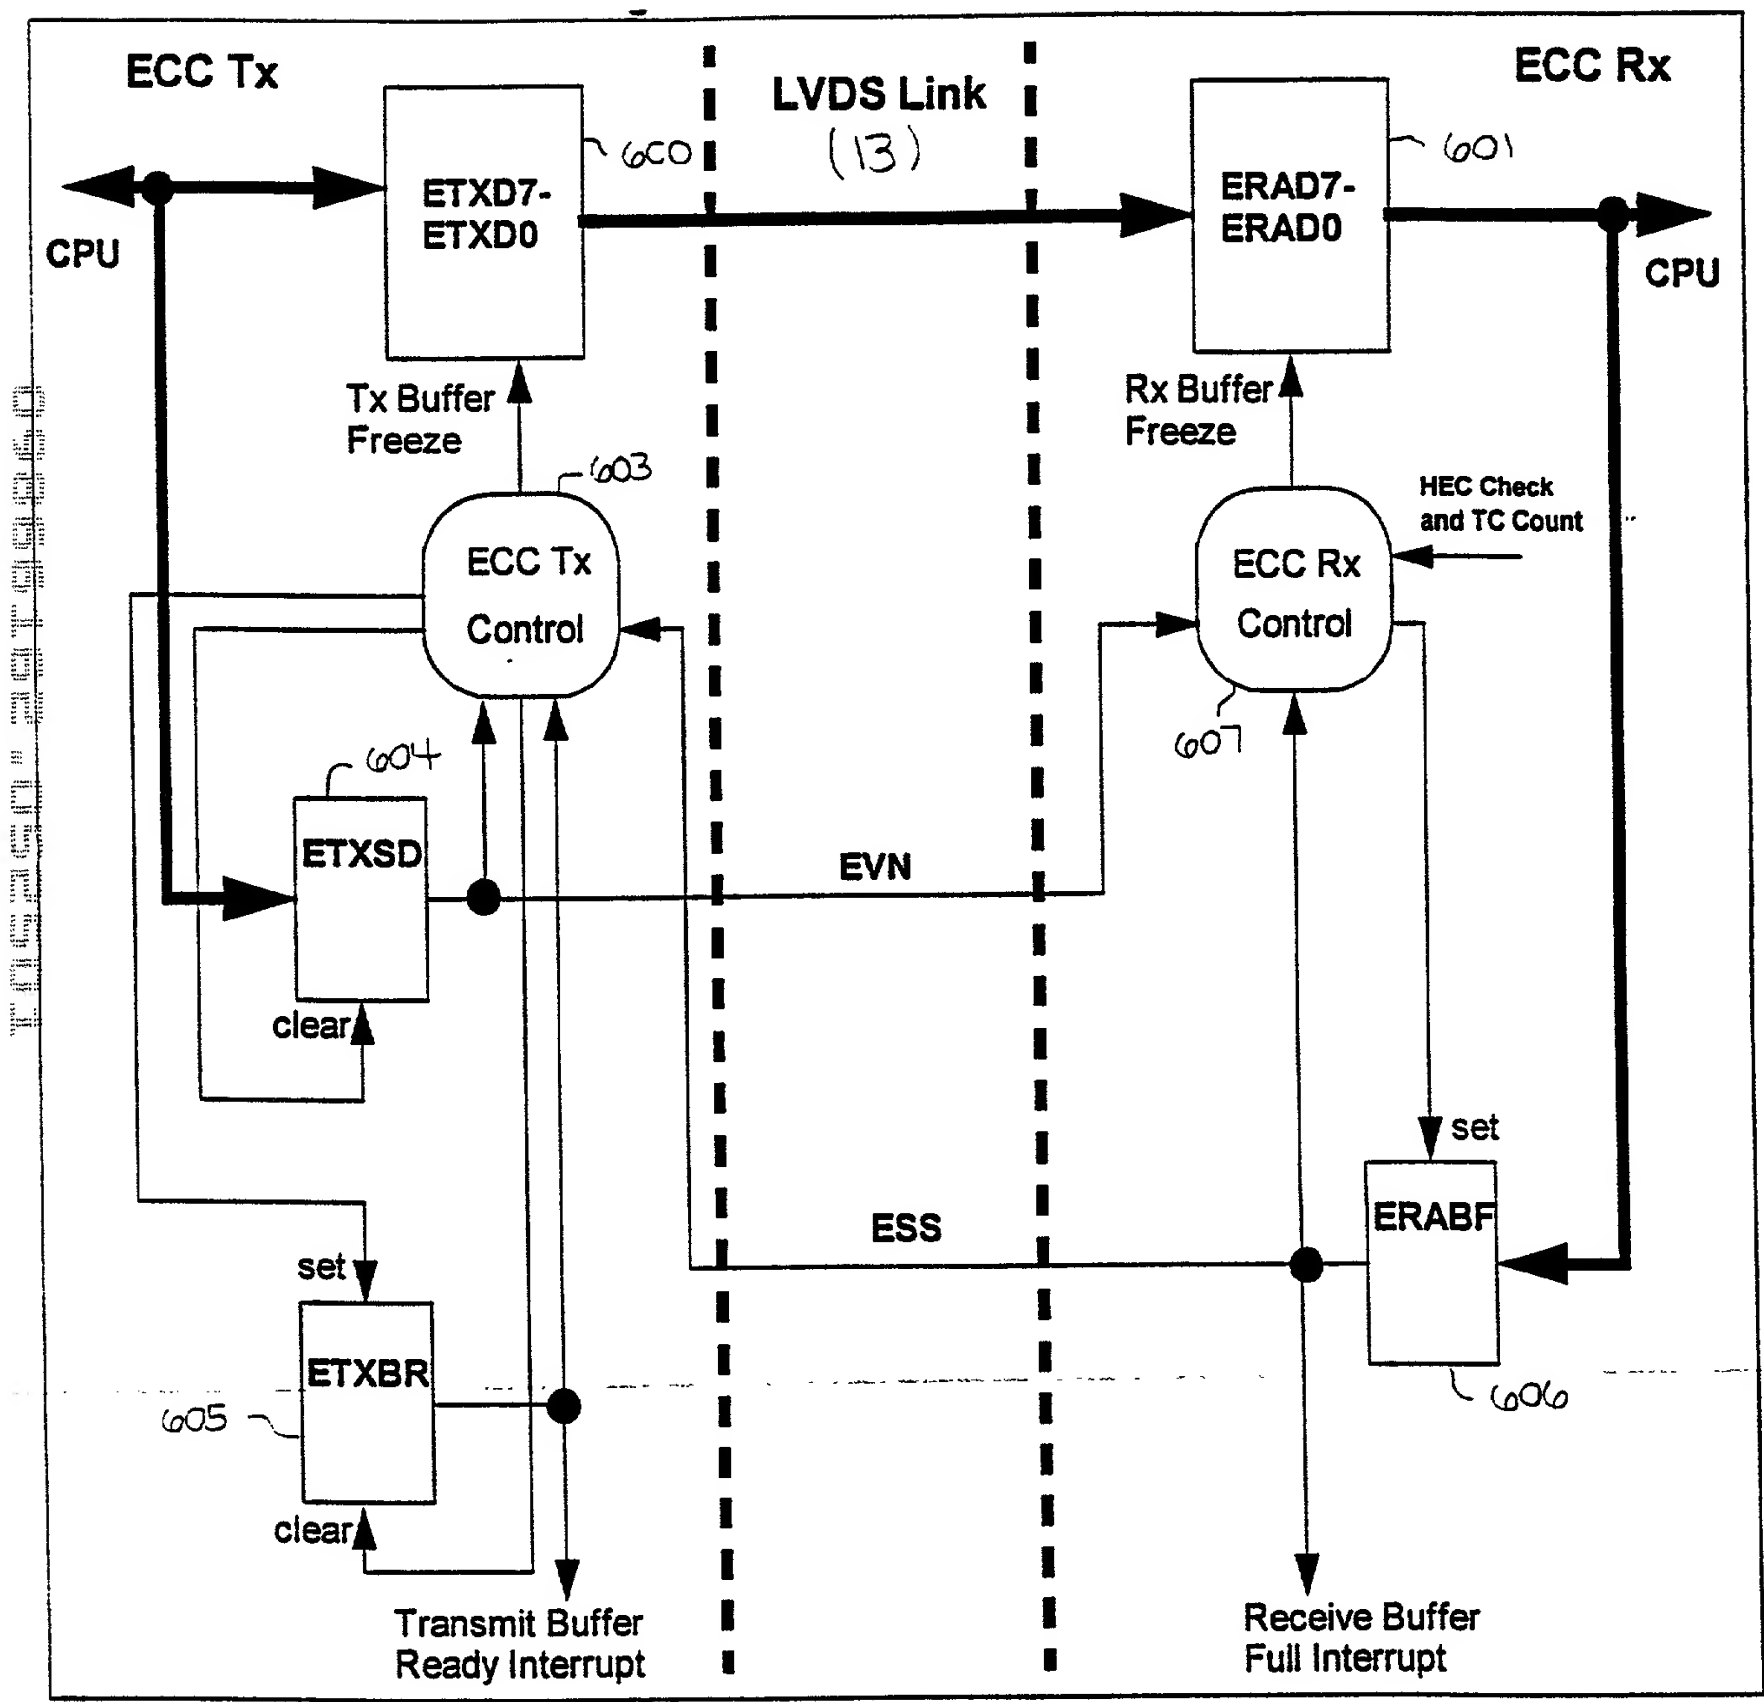 ECC Tx
LVDS Link
(13)
ECC Rx
600
601
ETXD7-
ETXD0
ERAD7-
ERAD0
CPU
CPU
Tx Buffer
Freeze
Rx Buffer
Freeze
603
HEC Check
and TC Count
ECC Tx
Control
ECC Rx
Control
607
604
ETXSD
EVN
clear
set
ERABF
ESS
set
ETXBR
605
606
clear
Transmit Buffer
Ready Interrupt
Receive Buffer
Full Interrupt